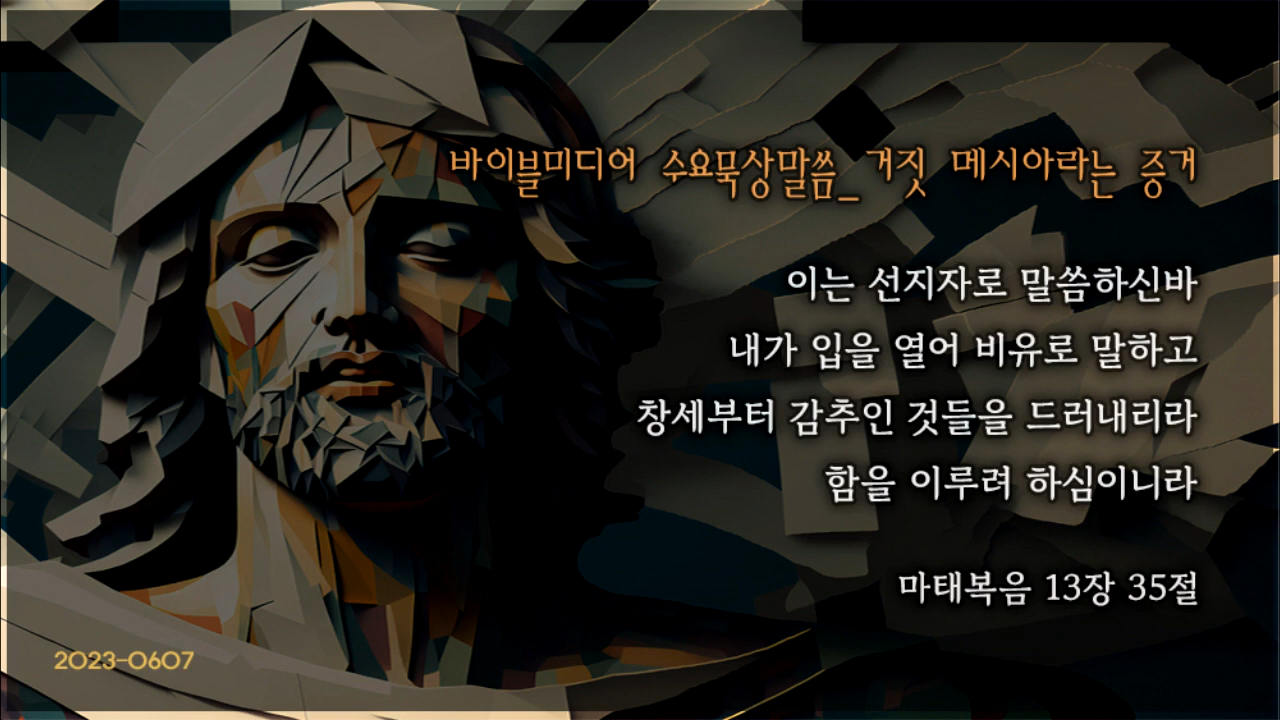 바이블미디어 수요묵상말씀_ 거짓 메시아라는 증거
이는 선지자로 말씀하신바
내가 입을 열어 비유로 말하고
창세부터 감추인 것들을 드러내리라
함을 이루려 하심이니라
마태복음 13장 35절
2023-0607